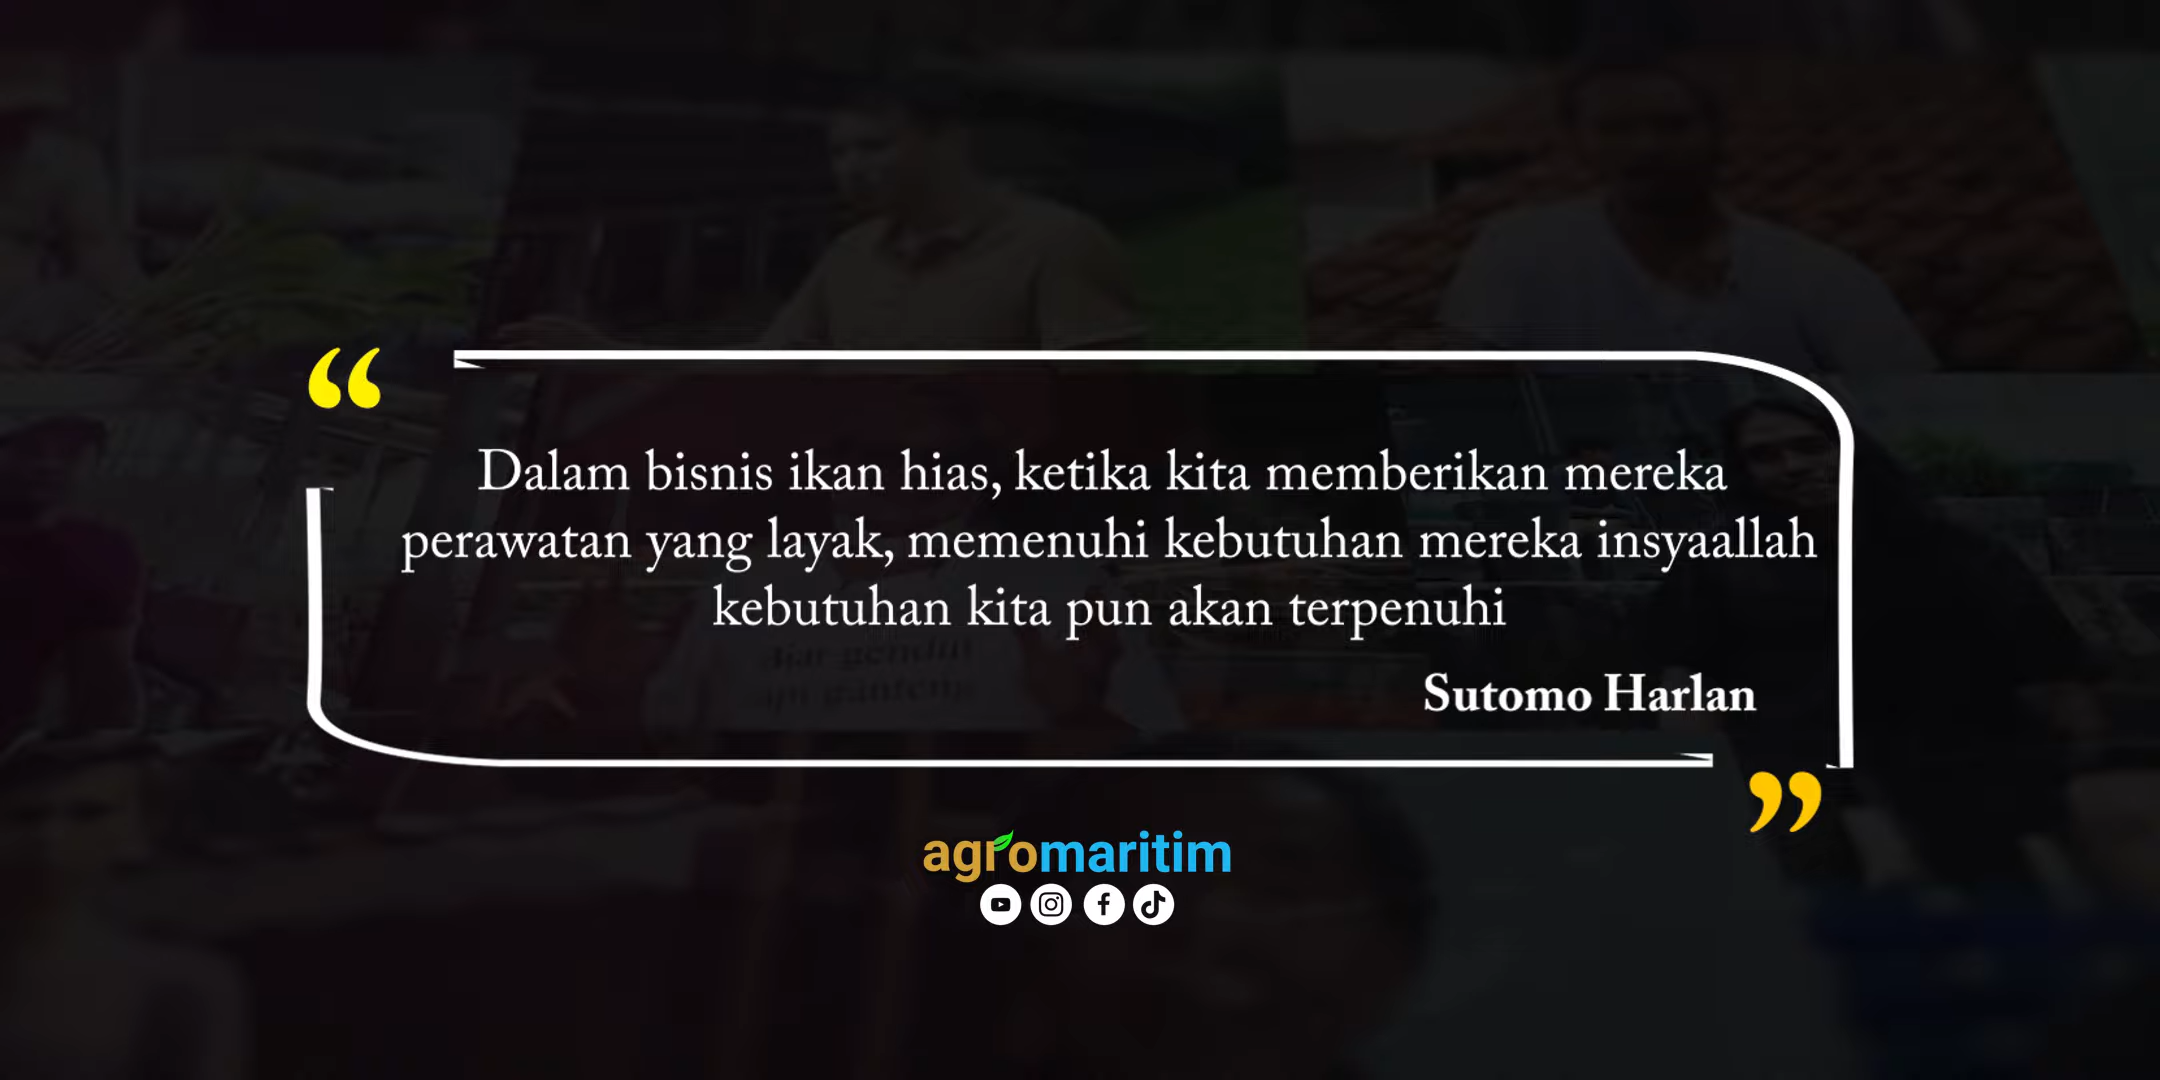 Dalam bisnis ikan hias, ketika kita memberikan mereka
perawatan yang layak, memenuhi kebutuhan mereka insyaallah
kebutuhan kita pun akan terpenuhi
Sutomo Harlan
agromaritim